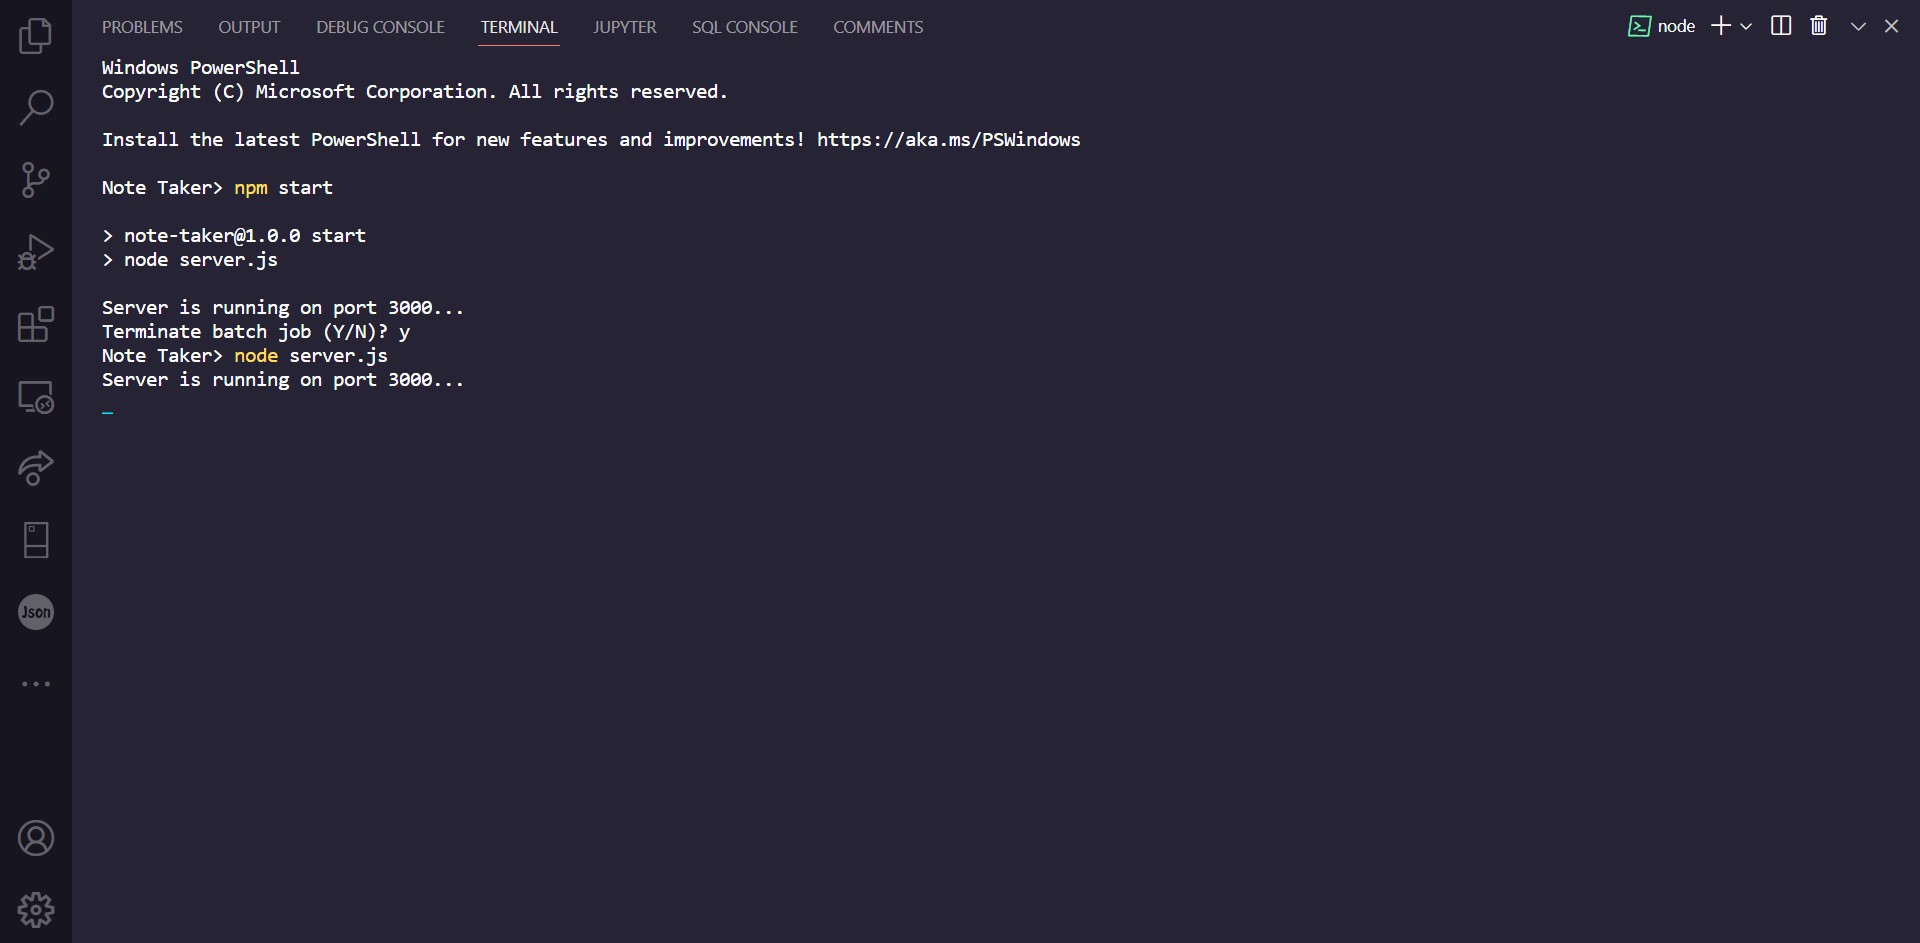 PROBLEMS OUTPUT DEBUG CONSOLE TERMINAL JUPYTER SQL CONSOLE COMMENTS node
Windows PowerShell
Copyright (C) Microsoft Corporation. All rights reserved.
Install the latest PowerShell for new features and improvements! https://aka.ms/PSWindows
Note Taker> npm start
> note-taker@1.0.0 start
> node server.js
Server is running on port 3000...
Terminate batch job (Y/N)? y
Note Taker> node server.js
Server is running on port 3000...
Json